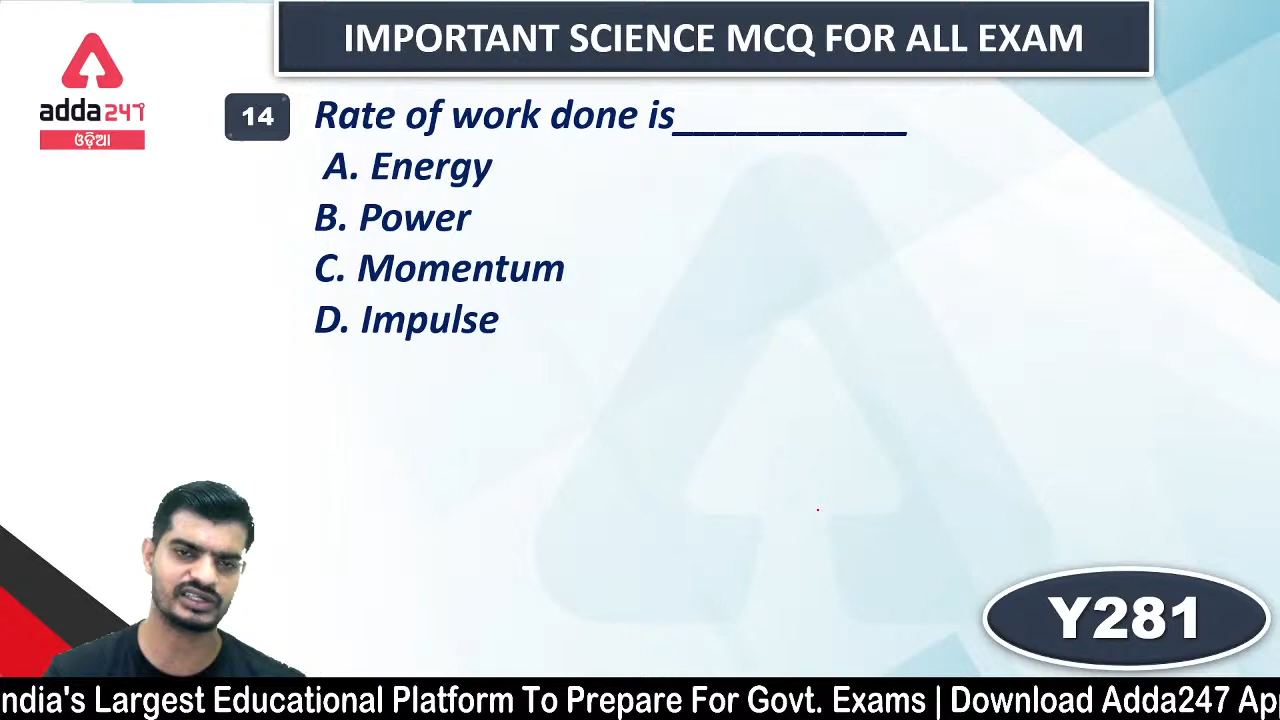 IMPORTANT SCIENCE MCQ FOR ALL EXAM
adda247
ଓଡ଼ିଆ
14 Rate of work done is___________
A. Energy
B. Power
C. Momentum
D. Impulse
Y281
ndia's Largest Educational Platform To Prepare For Govt. Exams | Download Adda247 Ap